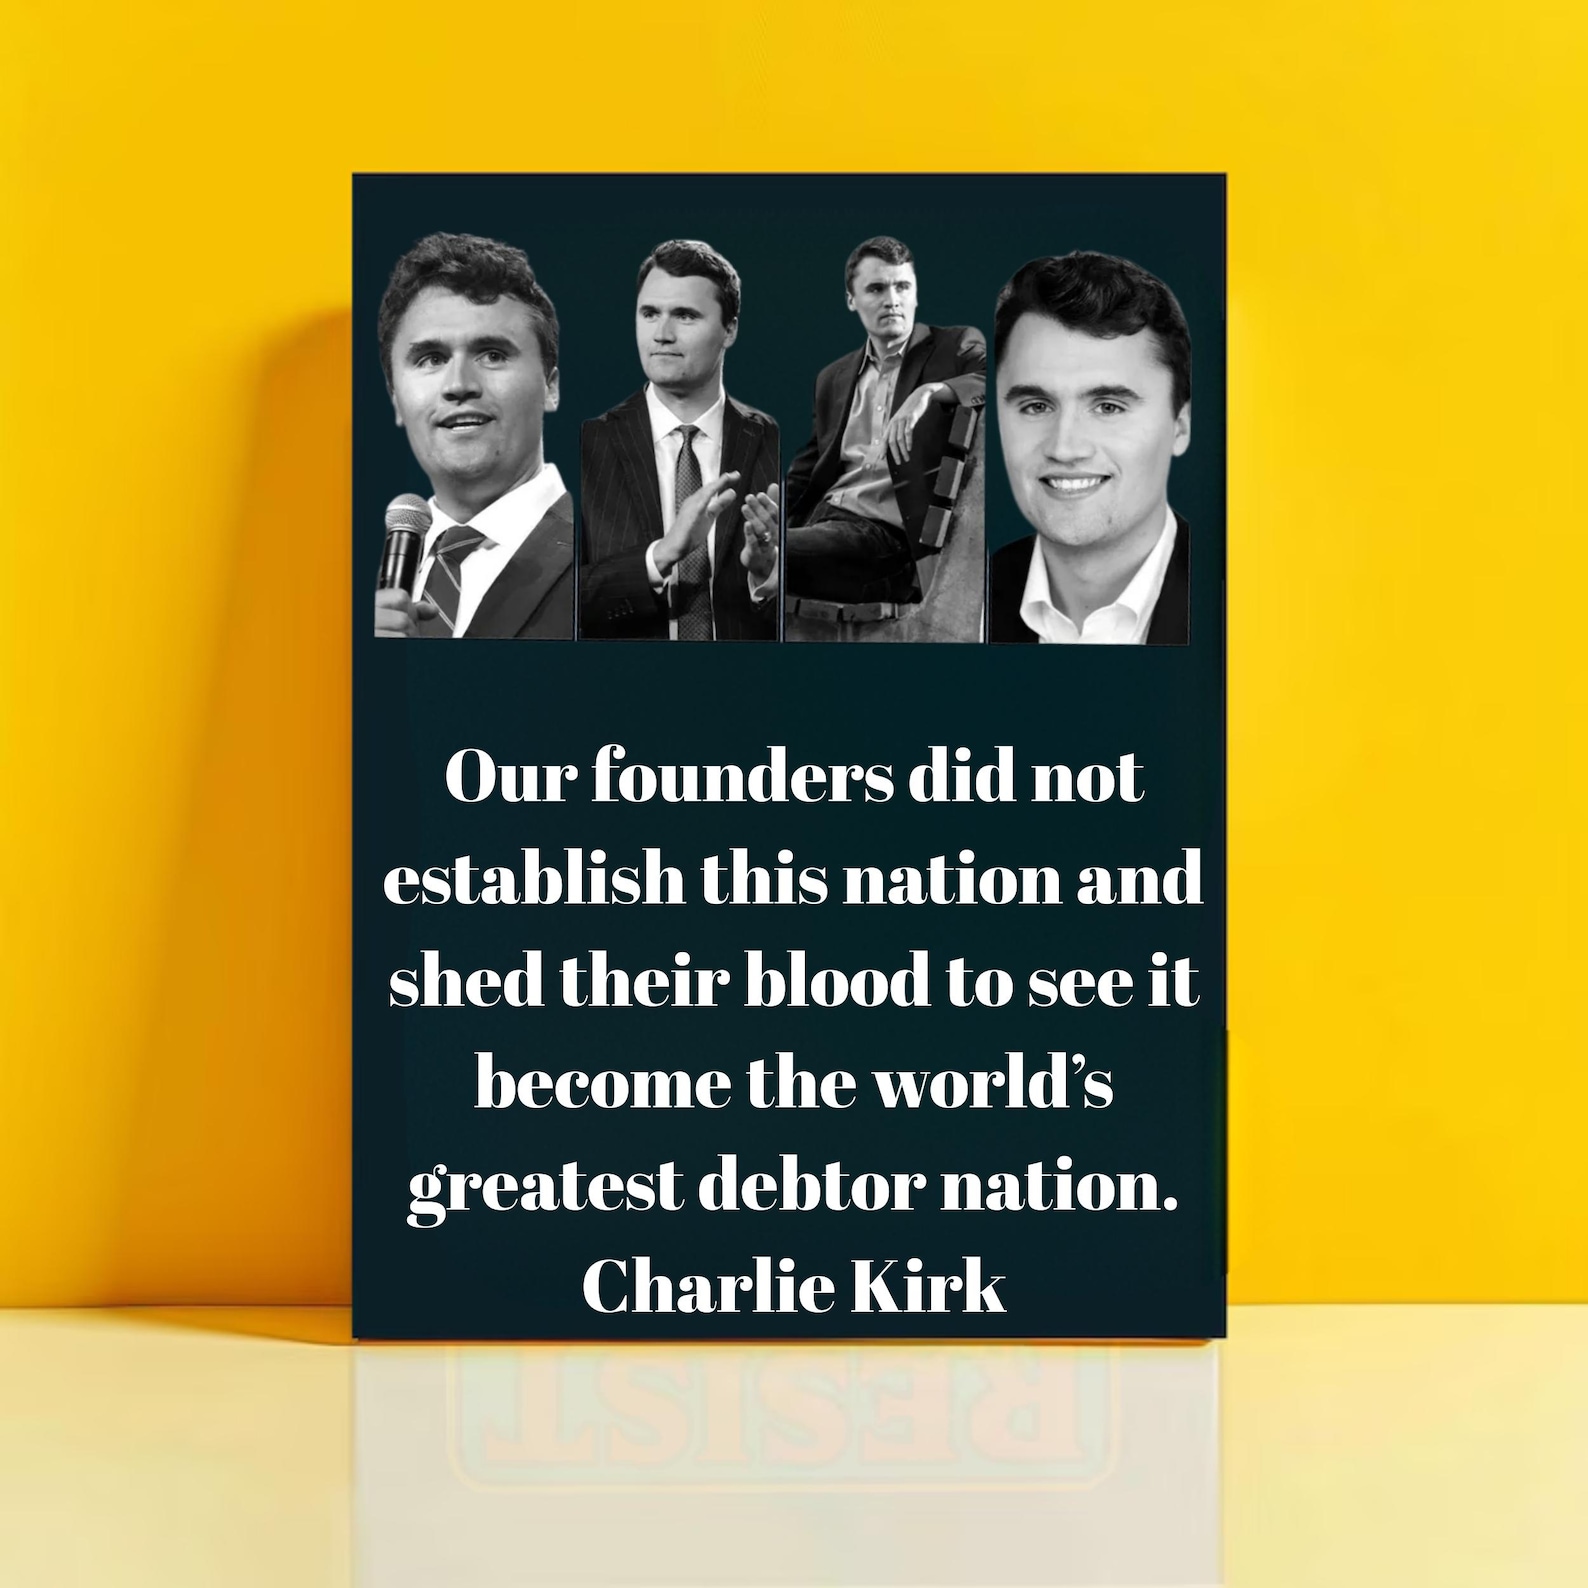 Our founders did not
establish this nation and
shed their blood to see it
become the world’s
greatest debtor nation.
Charlie Kirk
RESIST